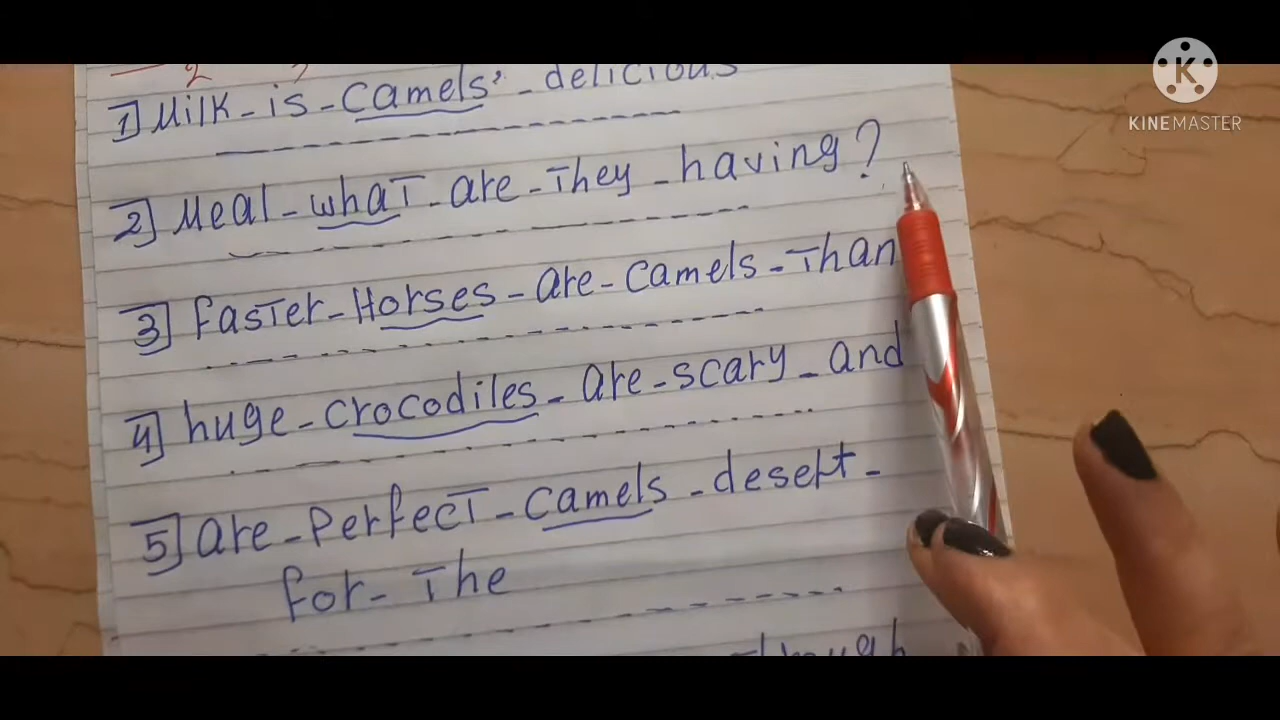 1] Milk - is - Camels' - delicious
2] Meal - what - are - They - having?
3] faster - Horses - are - camels - Than
4] huge - crocodiles - are - scary - and
5] are - perfect - camels - desert -
for - The
KINEMASTER